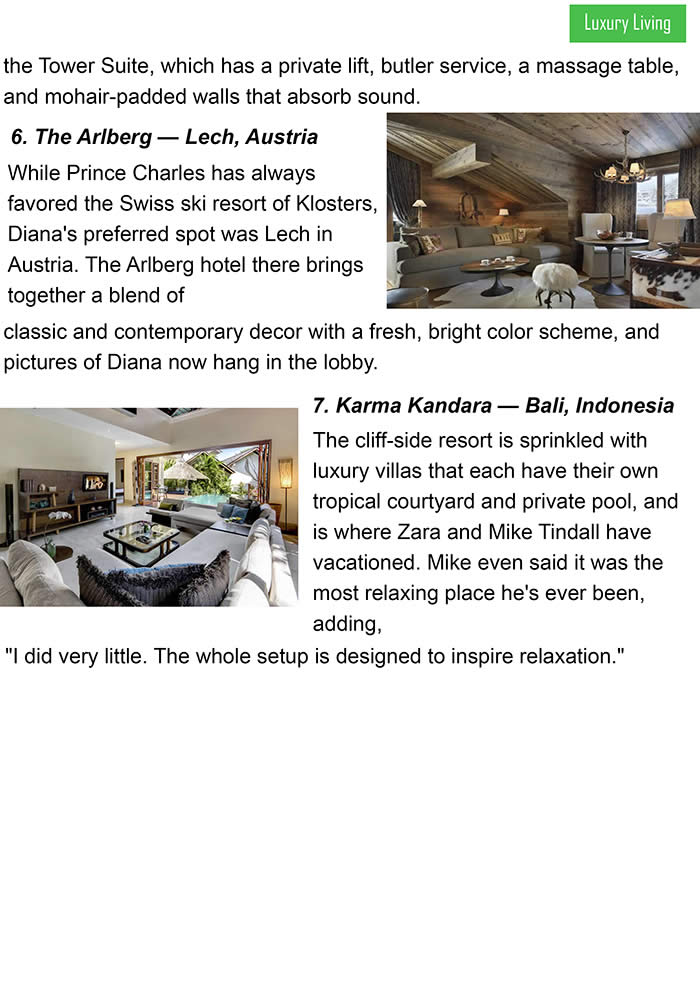 Luxury Living
the Tower Suite, which has a private lift, butler service, a massage table,
and mohair-padded walls that absorb sound.
6. The Arlberg — Lech, Austria
While Prince Charles has always
favored the Swiss ski resort of Klosters,
Diana's preferred spot was Lech in
Austria. The Arlberg hotel there brings
together a blend of
classic and contemporary decor with a fresh, bright color scheme, and
pictures of Diana now hang in the lobby.
7. Karma Kandara — Bali, Indonesia
The cliff-side resort is sprinkled with
luxury villas that each have their own
tropical courtyard and private pool, and
is where Zara and Mike Tindall have
vacationed. Mike even said it was the
most relaxing place he's ever been,
adding,
"I did very little. The whole setup is designed to inspire relaxation."